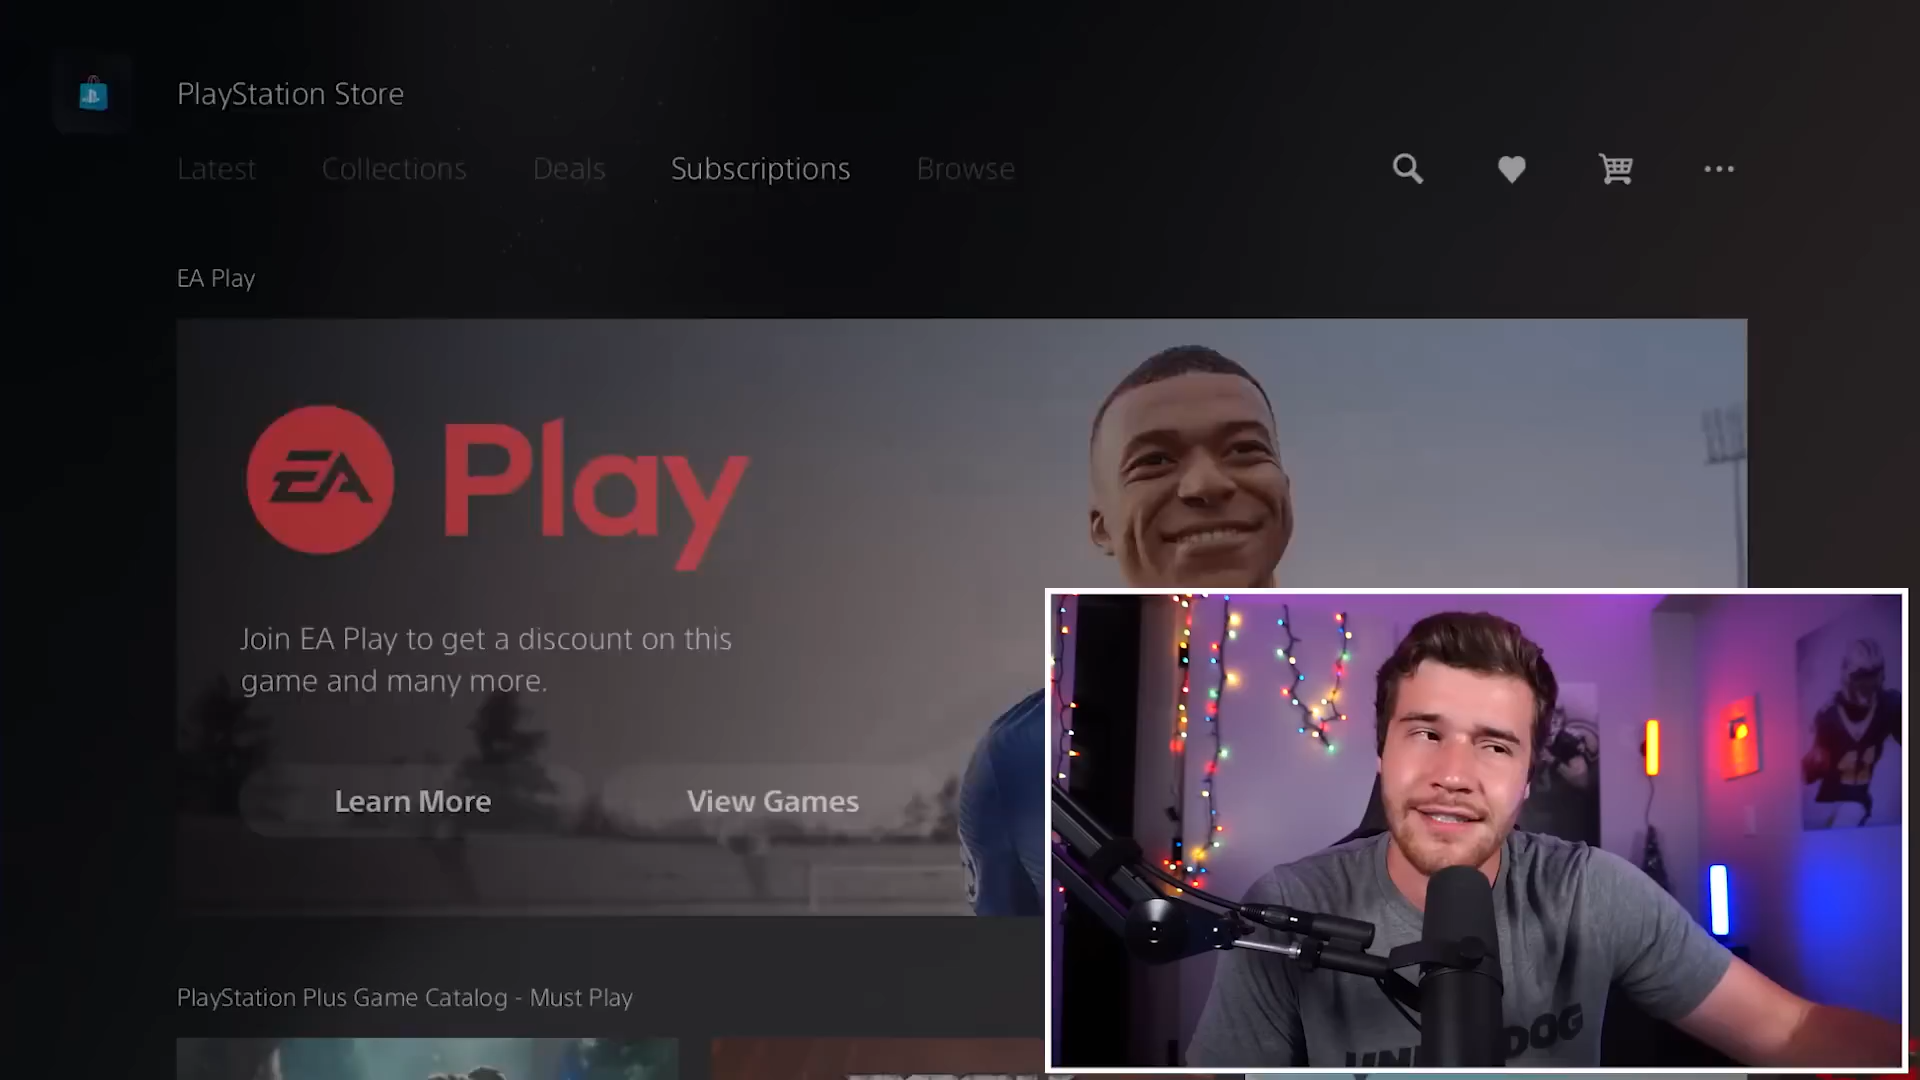 PlayStation Store
Latest
Collections
Deals
Subscriptions
Browse
EA Play
EA Play
Join EA Play to get a discount on this
game and many more.
Learn More
View Games
PlayStation Plus Game Catalog - Must Play